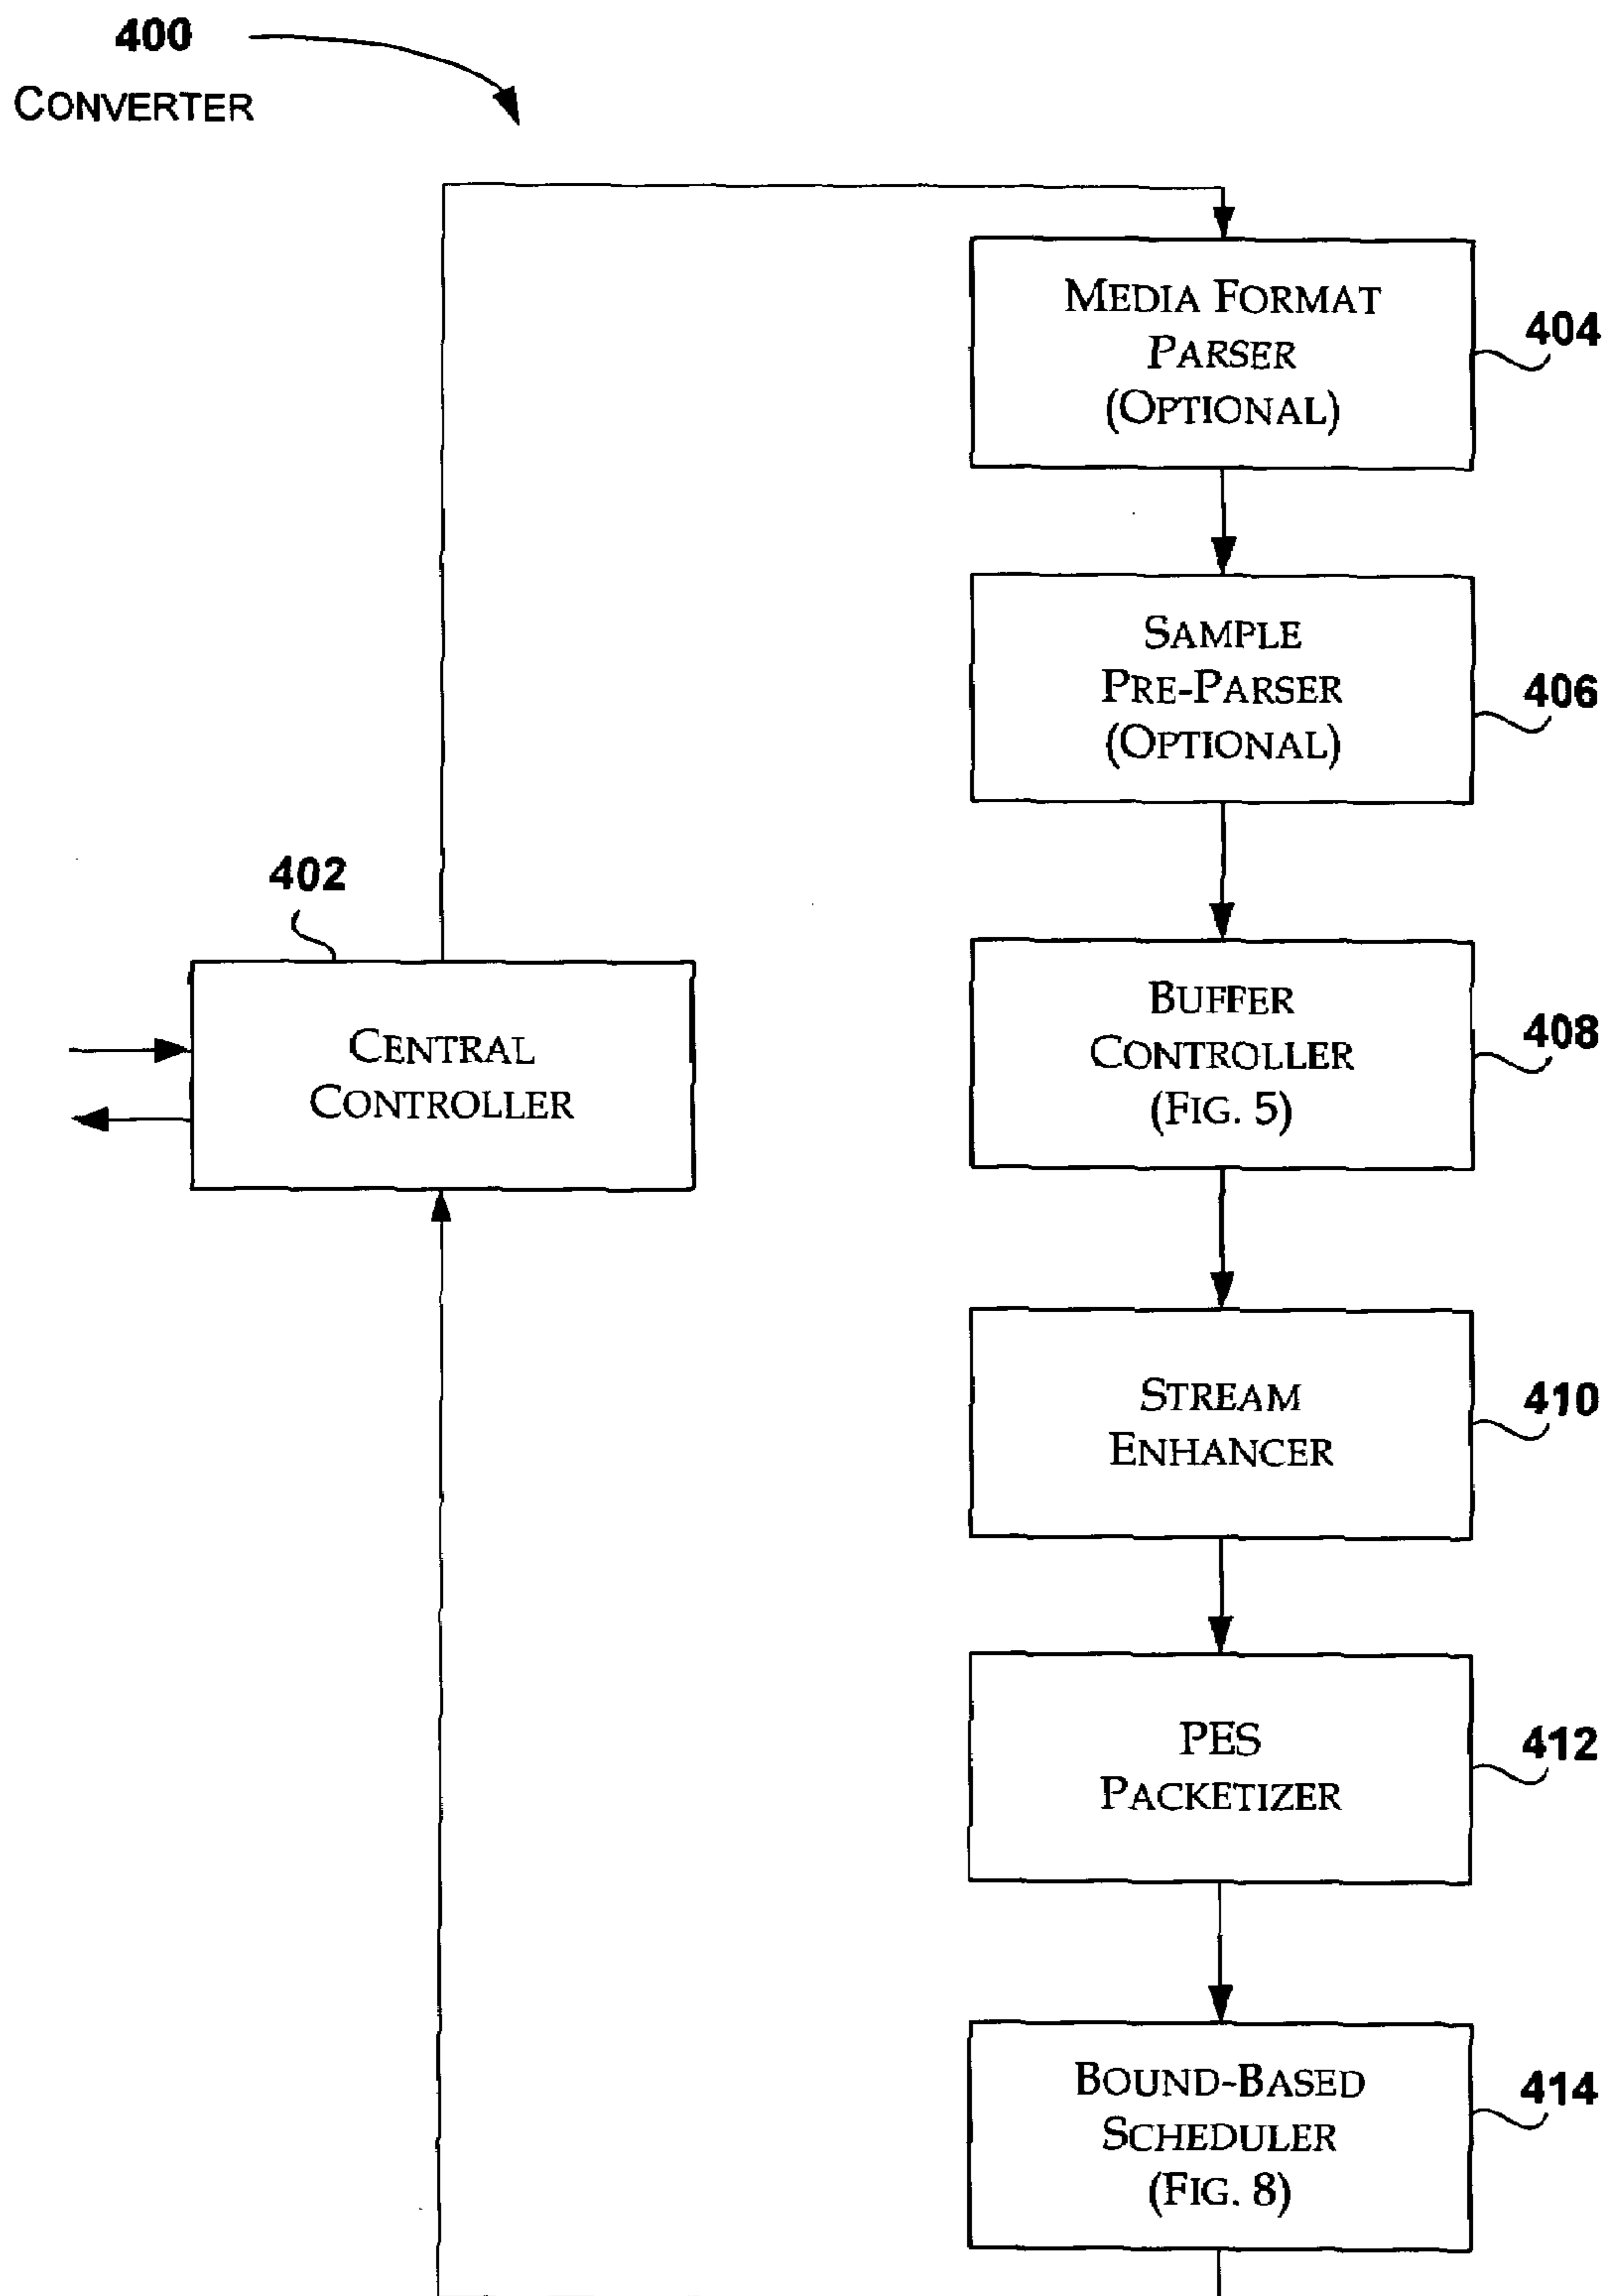 400
CONVERTER
MEDIA FORMAT
PARSER
(OPTIONAL)
404
SAMPLE
PRE-PARSER
(OPTIONAL)
406
402
CENTRAL
CONTROLLER
BUFFER
CONTROLLER
(FIG. 5)
408
STREAM
ENHANCER
410
PES
PACKETIZER
412
BOUND-BASED
SCHEDULER
(FIG. 8)
414